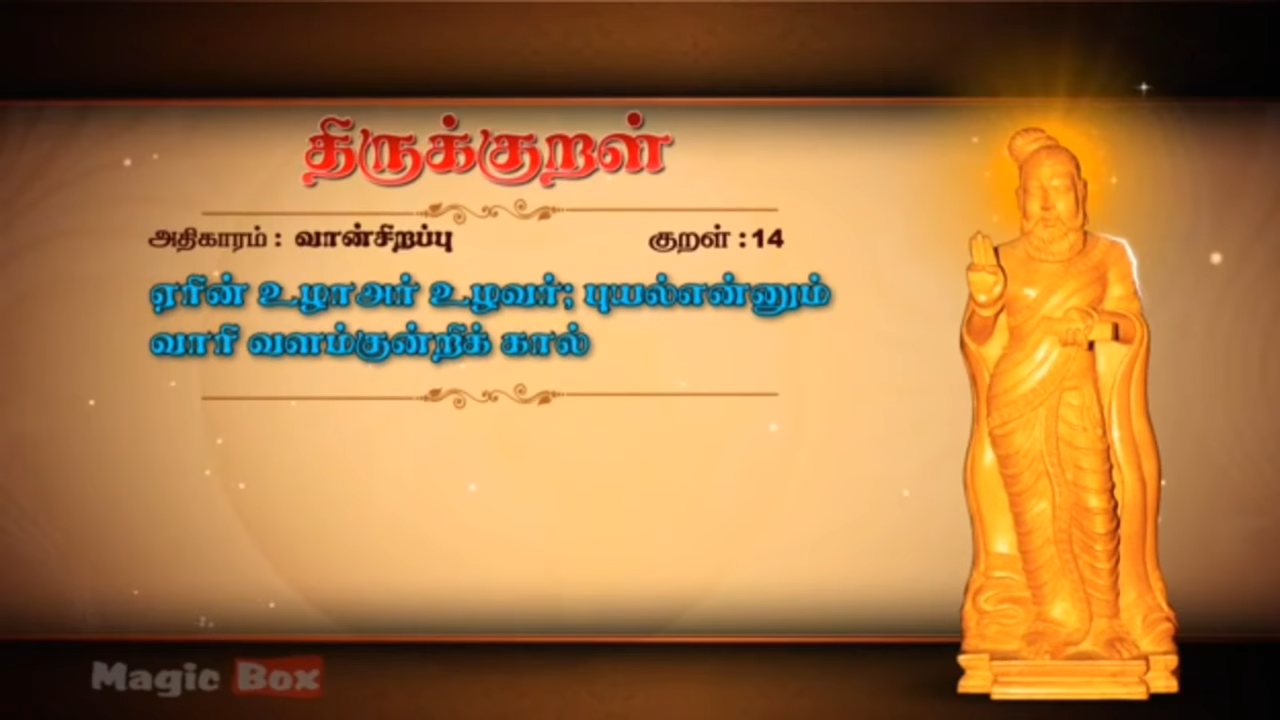 திருக்குறள்
அதிகாரம் : வான்சிறப்பு குறள் : 14
ஏரின் உழாஅர் உழவர்; புயல்என்னும்
வாரி வளம்குன்றிக் கால்
Magic Box